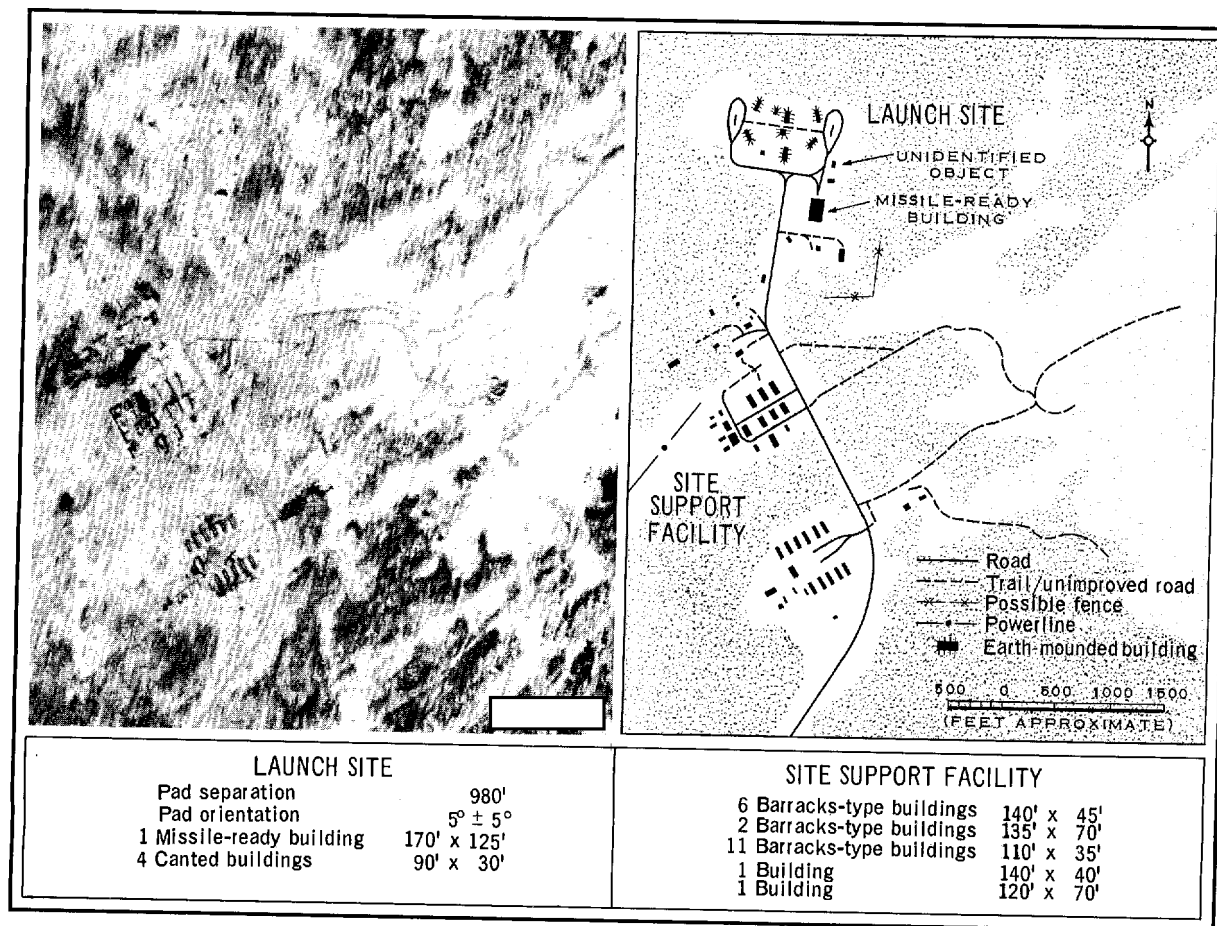 LAUNCH SITE
N
UNIDENTIFIED
OBJECT
MISSILE-READY
BUILDING
SITE
SUPPORT
FACILITY
Road
Trail/unimproved road
Possible fence
Powerline
Earth-mounded building
500 0 500 1000 1500
(FEET APPROXIMATE)
LAUNCH SITE
Pad separation 980'
Pad orientation 5° ± 5°
1 Missile-ready building 170' x 125'
4 Canted buildings 90' x 30'
SITE SUPPORT FACILITY
6 Barracks-type buildings 140' x 45'
2 Barracks-type buildings 135' x 70'
11 Barracks-type buildings 110' x 35'
1 Building 140' x 40'
1 Building 120' x 70'